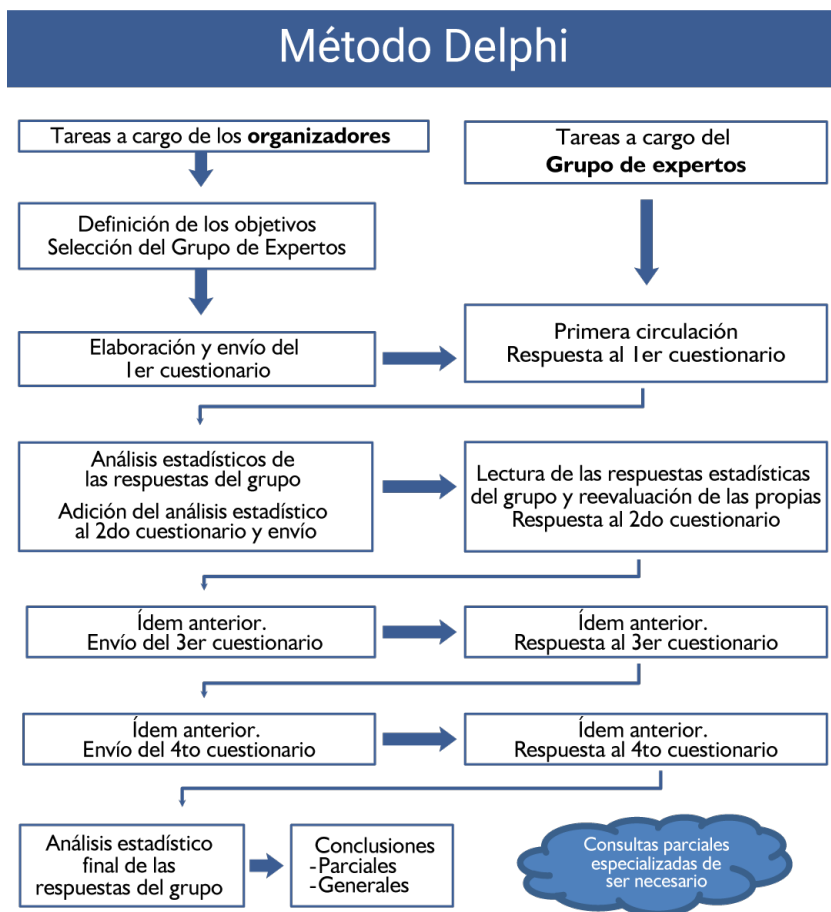 Método Delphi
Tareas a cargo de los organizadores
Tareas a cargo del
Grupo de expertos
Definición de los objetivos
Selección del Grupo de Expertos
Elaboración y envío del
1er cuestionario
Primera circulación
Respuesta al 1er cuestionario
Análisis estadísticos de
las respuestas del grupo
Adición del análisis estadístico
al 2do cuestionario y envío
Lectura de las respuestas estadísticas
del grupo y reevaluación de las propias
Respuesta al 2do cuestionario
Ídem anterior.
Envío del 3er cuestionario
Ídem anterior.
Respuesta al 3er cuestionario
Ídem anterior.
Envío del 4to cuestionario
Ídem anterior.
Respuesta al 4to cuestionario
Análisis estadístico
final de las
respuestas del grupo
Conclusiones
-Parciales
-Generales
Consultas parciales
especializadas de
ser necesario